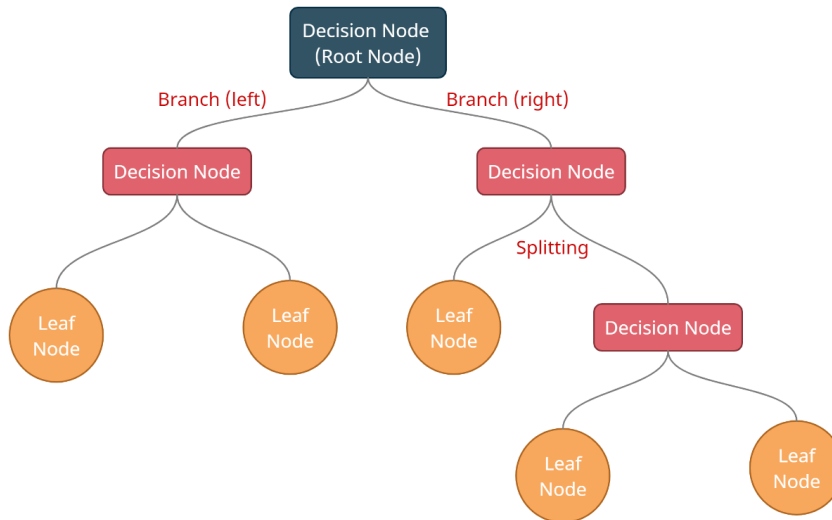 Decision Node
(Root Node)
Branch (left)
Branch (right)
Decision Node
Decision Node
Splitting
Leaf
Node
Leaf
Node
Leaf
Node
Decision Node
Leaf
Node
Leaf
Node